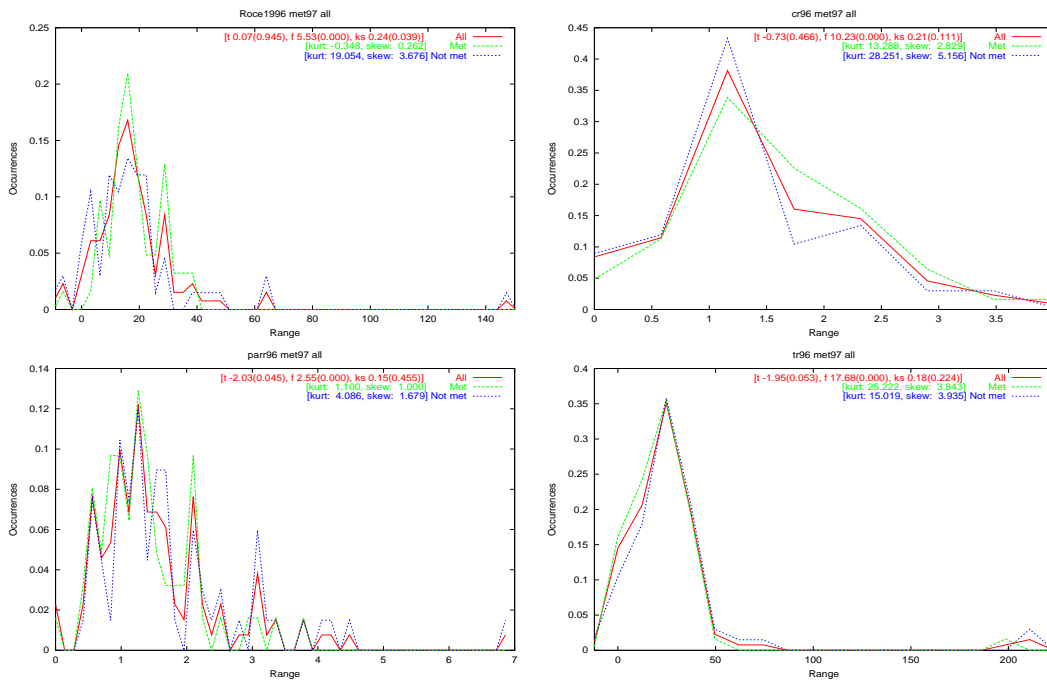 Roce1996 met97 all
[t 0.07(0.945), f 5.53(0.000), ks 0.24(0.039)] All
[kurt: -0.348, skew: 0.262] Met
[kurt: 19.054, skew: 3.676] Not met
Occurrences
0.25
0.2
0.15
0.1
0.05
0
0 20 40 60 80 100 120 140
Range
cr96 met97 all
[t -0.73(0.466), f 10.23(0.000), ks 0.21(0.111)] All
[kurt: 13.288, skew: 2.829] Met
[kurt: 28.251, skew: 5.156] Not met
Occurrences
0.45
0.4
0.35
0.3
0.25
0.2
0.15
0.1
0.05
0
0 0.5 1 1.5 2 2.5 3 3.5
Range
parr96 met97 all
[t -2.03(0.045), f 2.55(0.000), ks 0.15(0.455)] All
[kurt: 1.100, skew: 1.000] Met
[kurt: 4.086, skew: 1.679] Not met
Occurrences
0.14
0.12
0.1
0.08
0.06
0.04
0.02
0
0 1 2 3 4 5 6 7
Range
tr96 met97 all
[t -1.95(0.053), f 17.68(0.000), ks 0.18(0.224)] All
[kurt: 25.222, skew: 3.843] Met
[kurt: 15.019, skew: 3.935] Not met
Occurrences
0.4
0.35
0.3
0.25
0.2
0.15
0.1
0.05
0
0 50 100 150 200
Range